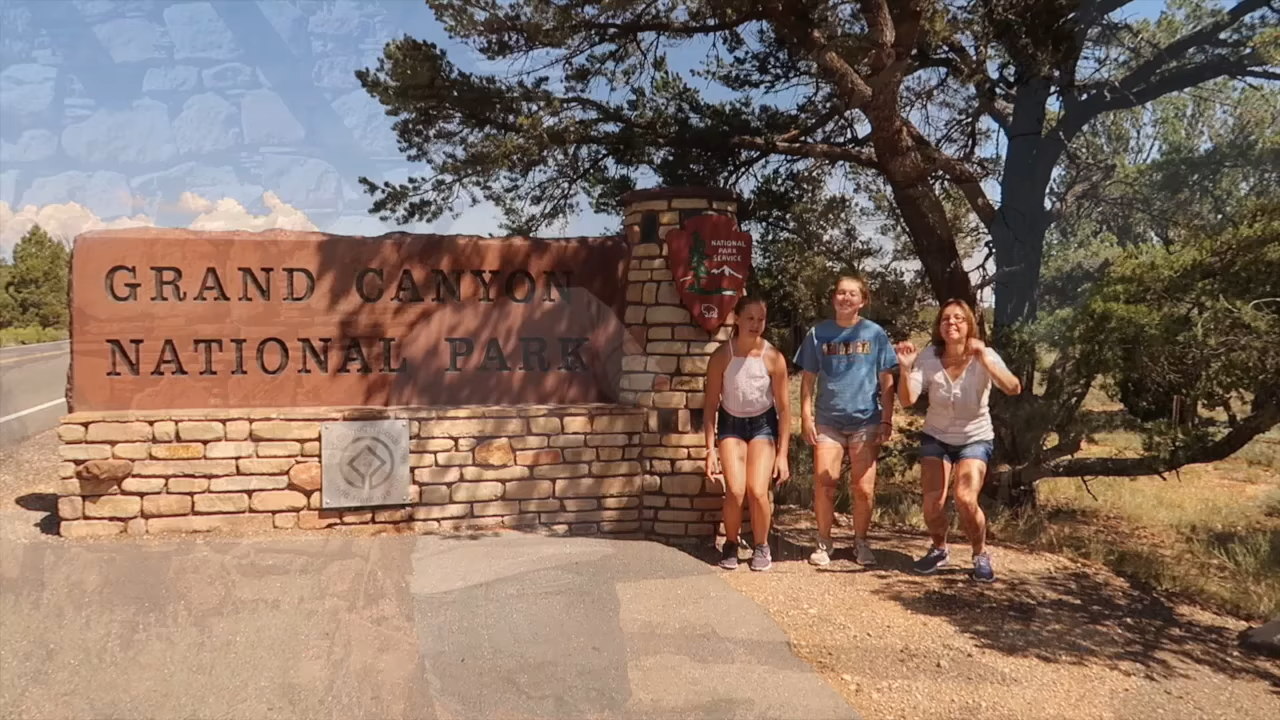 GRAND CANYON
NATIONAL PARK
NATIONAL
PARK
SERVICE